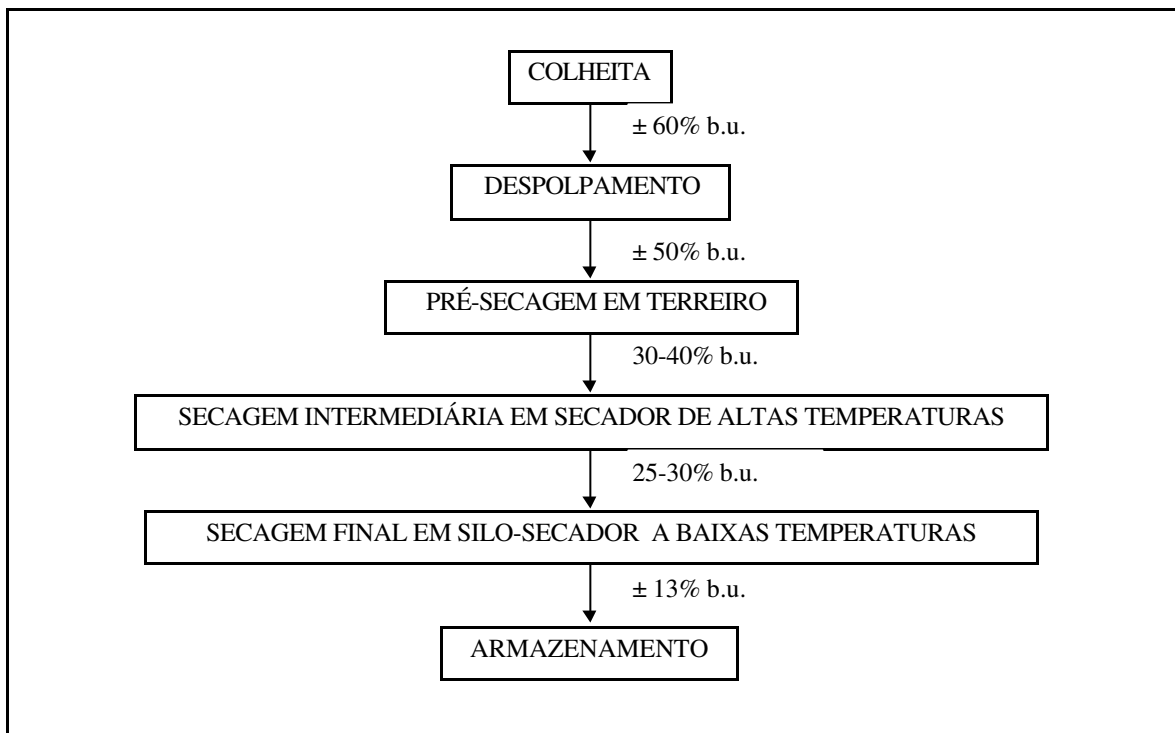 COLHEITA
± 60% b.u.
DESPOLPAMENTO
± 50% b.u.
PRÉ-SECAGEM EM TERREIRO
30-40% b.u.
SECAGEM INTERMEDIÁRIA EM SECADOR DE ALTAS TEMPERATURAS
25-30% b.u.
SECAGEM FINAL EM SILO-SECADOR A BAIXAS TEMPERATURAS
± 13% b.u.
ARMAZENAMENTO